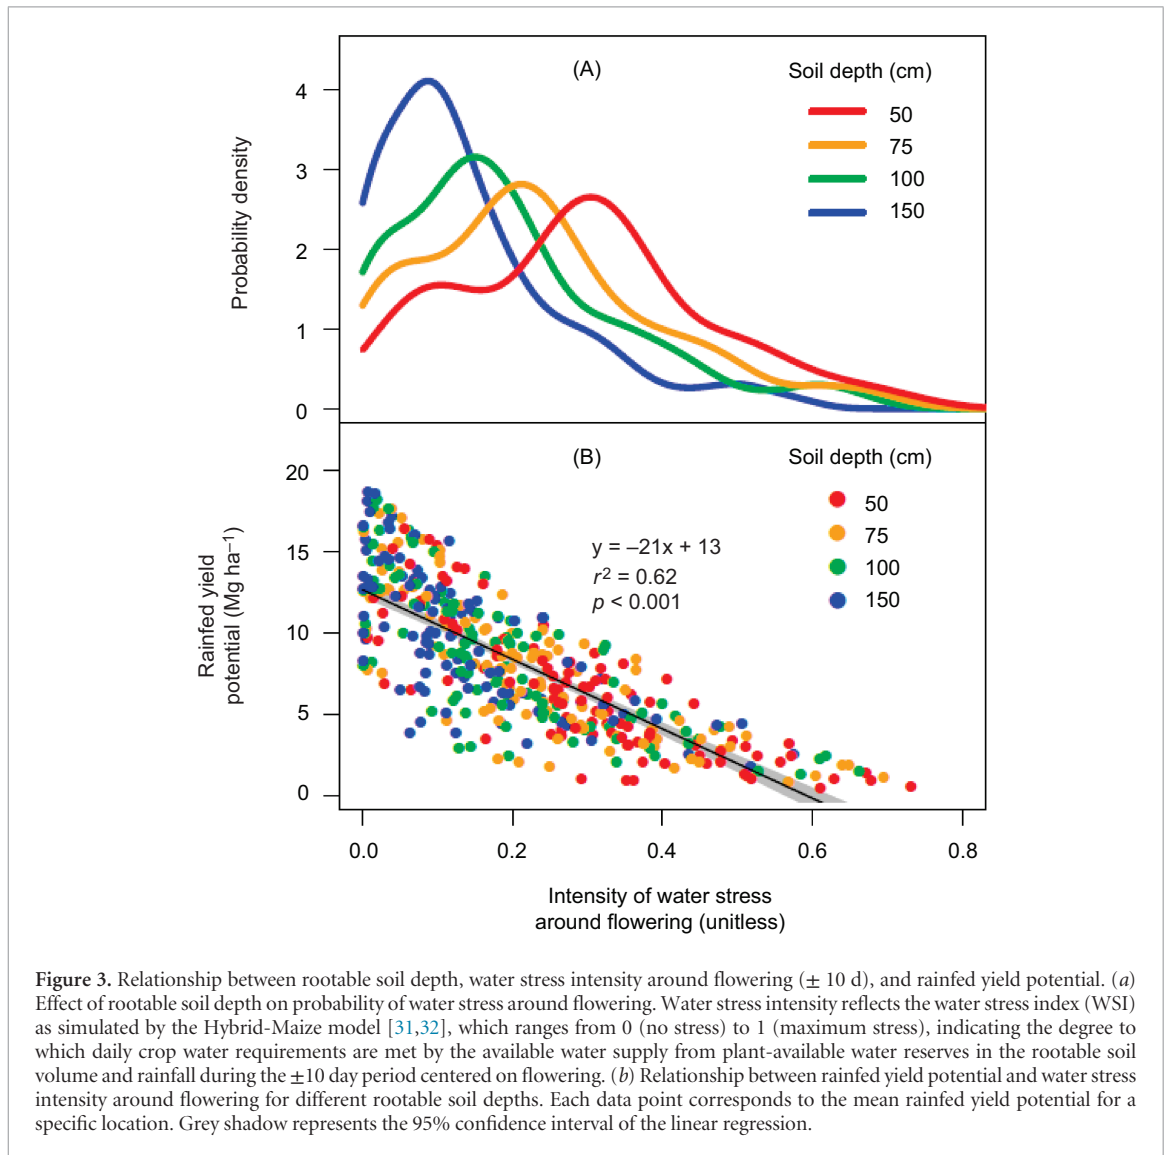 (A)
Soil depth (cm)
50
75
100
150
Probability density
4
3
2
1
0
(B)
Soil depth (cm)
50
75
100
150
y = –21x + 13
r² = 0.62
p < 0.001
Rainfed yield
potential (Mg ha⁻¹)
20
15
10
5
0
0.0 0.2 0.4 0.6 0.8
Intensity of water stress
around flowering (unitless)
Figure 3. Relationship between rootable soil depth, water stress intensity around flowering (± 10 d), and rainfed yield potential. (a)
Effect of rootable soil depth on probability of water stress around flowering. Water stress intensity reflects the water stress index (WSI)
as simulated by the Hybrid-Maize model [31,32], which ranges from 0 (no stress) to 1 (maximum stress), indicating the degree to
which daily crop water requirements are met by the available water supply from plant-available water reserves in the rootable soil
volume and rainfall during the ±10 day period centered on flowering. (b) Relationship between rainfed yield potential and water stress
intensity around flowering for different rootable soil depths. Each data point corresponds to the mean rainfed yield potential for a
specific location. Grey shadow represents the 95% confidence interval of the linear regression.